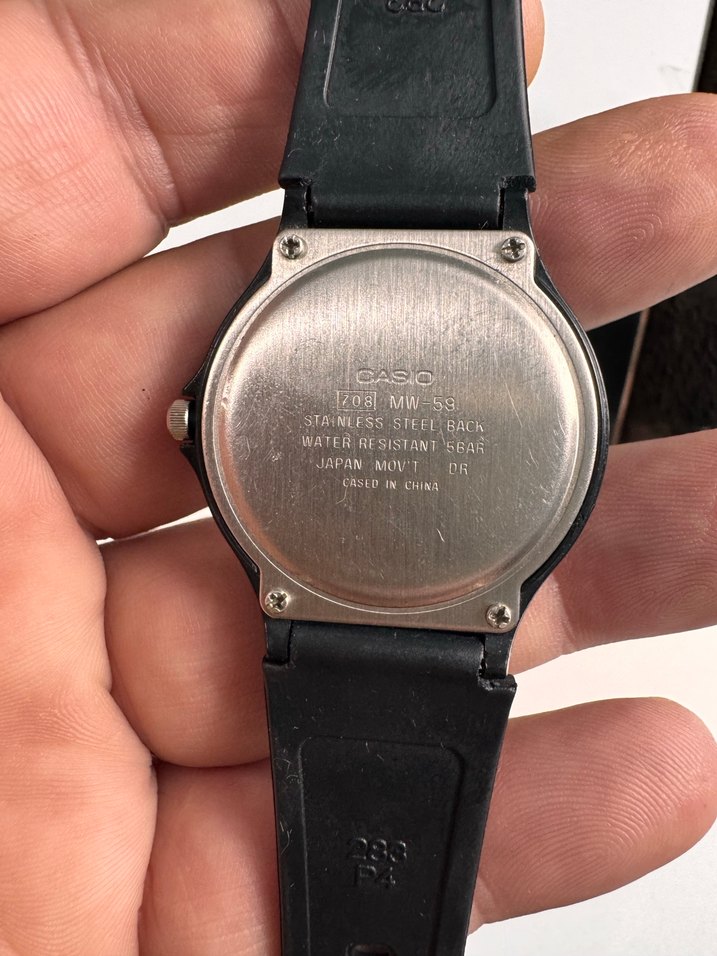 CASIO
708 MW-59
STAINLESS STEEL BACK
WATER RESISTANT 5BAR
JAPAN MOV'T DR
CASED IN CHINA
283
P4